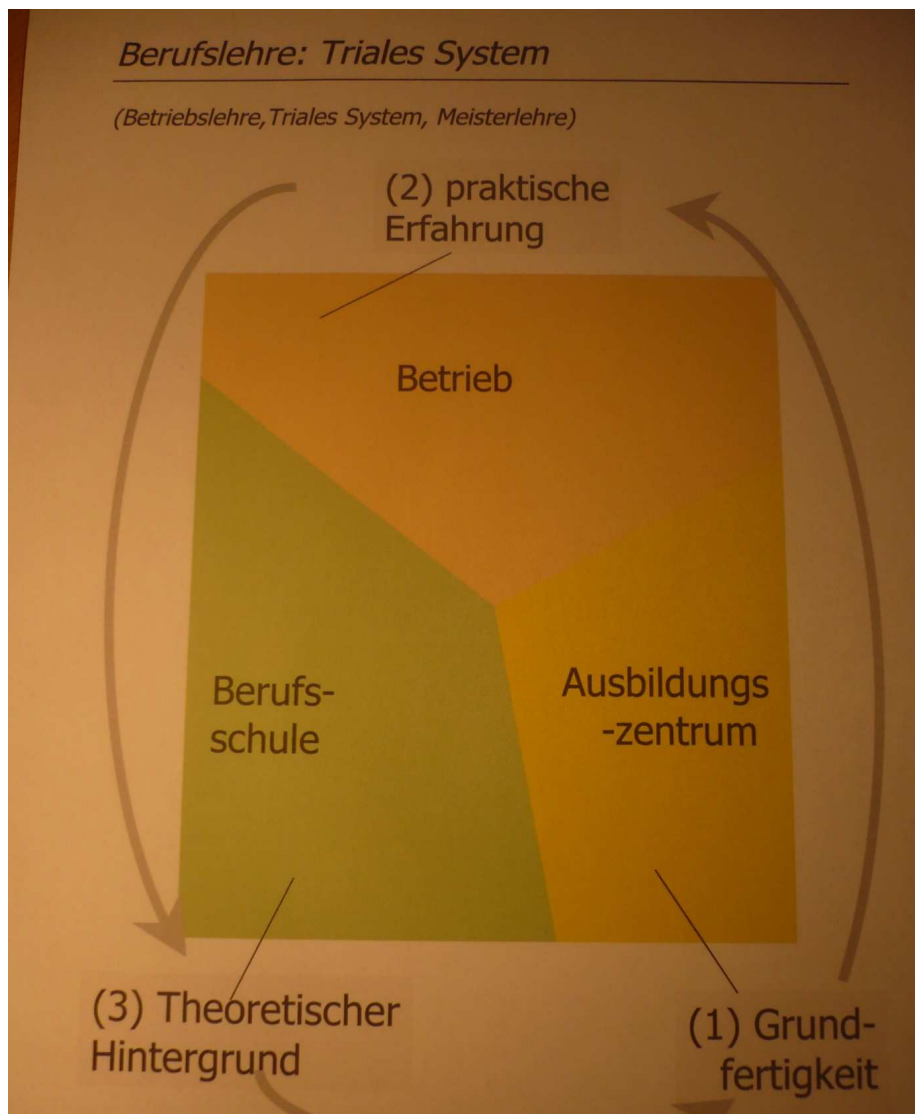 Berufslehre: Triales System
(Betriebslehre,Triales System, Meisterlehre)
(2) praktische
Erfahrung
Betrieb
Berufs-
schule
Ausbildungs
-zentrum
(3) Theoretischer
Hintergrund
(1) Grund-
fertigkeit